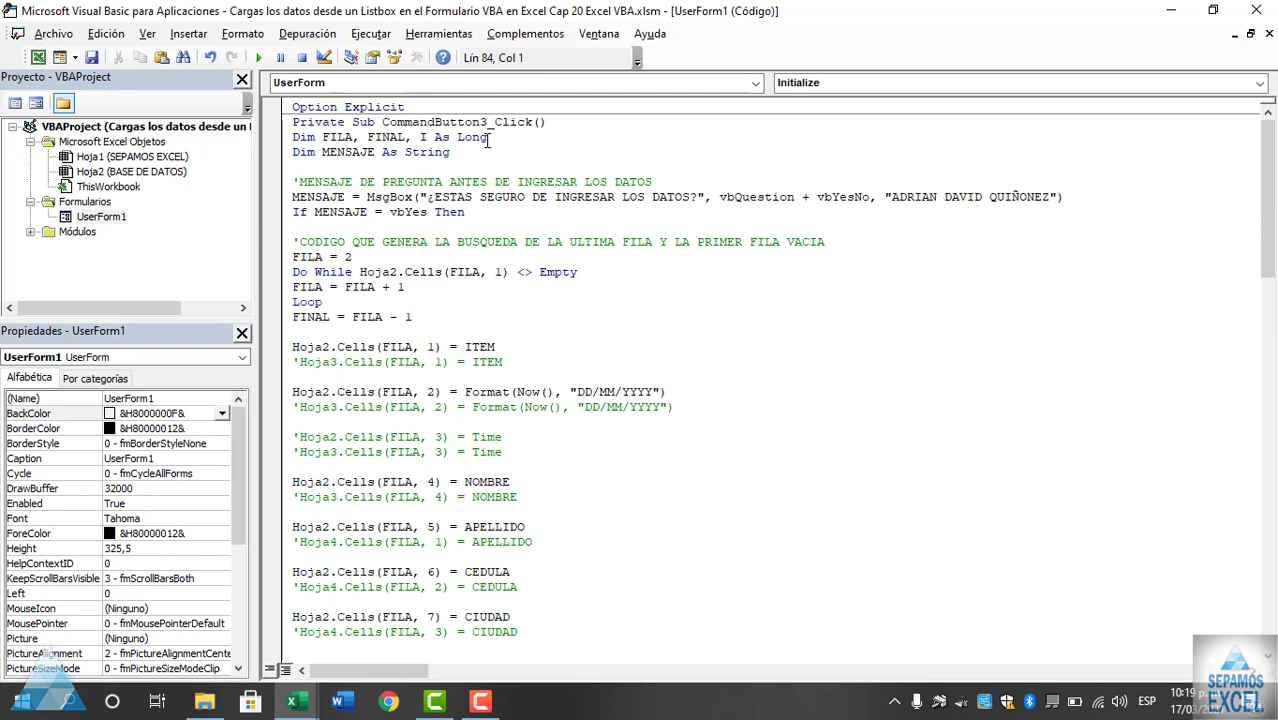 Microsoft Visual Basic para Aplicaciones - Cargas los datos desde un Listbox en el Formulario VBA en Excel Cap 20 Excel VBA.xlsm - [UserForm1 (Código)]
Archivo Edición Ver Insertar Formato Depuración Ejecutar Herramientas Complementos Ventana Ayuda
Lín 84, Col 1
Proyecto - VBAProject
VBAProject (Cargas los datos desde un l
Microsoft Excel Objetos
Hoja1 (SEPAMOS EXCEL)
Hoja2 (BASE DE DATOS)
ThisWorkbook
Formularios
UserForm1
Módulos
Propiedades - UserForm1
UserForm1 UserForm
Alfabética Por categorías
(Name) UserForm1
BackColor &H8000000F&
BorderColor &H80000012&
BorderStyle 0 - fmBorderStyleNone
Caption UserForm1
Cycle 0 - fmCycleAllForms
DrawBuffer 32000
Enabled True
Font Tahoma
ForeColor &H80000012&
Height 325,5
HelpContextID 0
KeepScrollBarsVisible 3 - fmScrollBarsBoth
Left 0
MouseIcon (Ninguno)
MousePointer 0 - fmMousePointerDefault
Picture (Ninguno)
PictureAlignment 2 - fmPictureAlignmentCente
PictureSizeMode 0 - fmPictureSizeModeClip
UserForm Initialize
Option Explicit
Private Sub CommandButton3_Click()
Dim FILA, FINAL, I As Long
Dim MENSAJE As String
'MENSAJE DE PREGUNTA ANTES DE INGRESAR LOS DATOS
MENSAJE = MsgBox("¿ESTAS SEGURO DE INGRESAR LOS DATOS?", vbQuestion + vbYesNo, "ADRIAN DAVID QUIÑONEZ")
If MENSAJE = vbYes Then
'CODIGO QUE GENERA LA BUSQUEDA DE LA ULTIMA FILA Y LA PRIMER FILA VACIA
FILA = 2
Do While Hoja2.Cells(FILA, 1) <> Empty
FILA = FILA + 1
Loop
FINAL = FILA - 1
Hoja2.Cells(FILA, 1) = ITEM
'Hoja3.Cells(FILA, 1) = ITEM
Hoja2.Cells(FILA, 2) = Format(Now(), "DD/MM/YYYY")
'Hoja3.Cells(FILA, 2) = Format(Now(), "DD/MM/YYYY")
'Hoja2.Cells(FILA, 3) = Time
'Hoja3.Cells(FILA, 3) = Time
Hoja2.Cells(FILA, 4) = NOMBRE
'Hoja3.Cells(FILA, 4) = NOMBRE
Hoja2.Cells(FILA, 5) = APELLIDO
'Hoja4.Cells(FILA, 1) = APELLIDO
Hoja2.Cells(FILA, 6) = CEDULA
'Hoja4.Cells(FILA, 2) = CEDULA
Hoja2.Cells(FILA, 7) = CIUDAD
'Hoja4.Cells(FILA, 3) = CIUDAD
SEPAMOS
EXCEL
ESP
10:19 p.